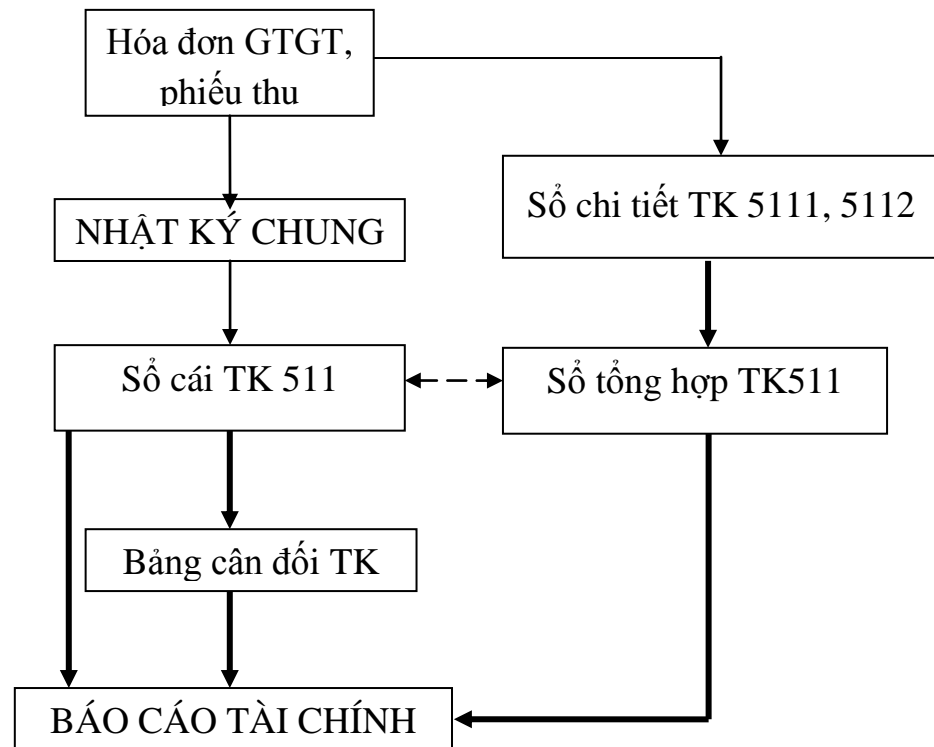 Hóa đơn GTGT,
phiếu thu
Sổ chi tiết TK 5111, 5112
NHẬT KÝ CHUNG
Sổ cái TK 511
Sổ tổng hợp TK511
Bảng cân đối TK
BÁO CÁO TÀI CHÍNH